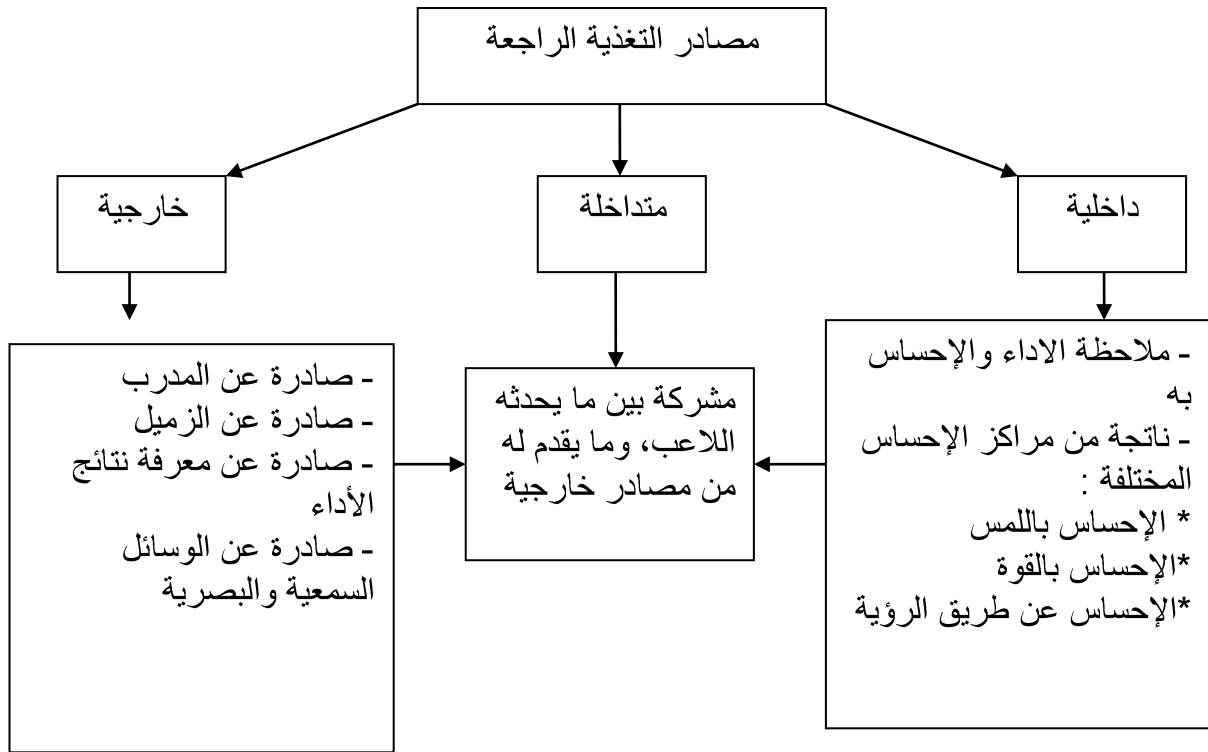 مصادر التغذية الراجعة
داخلية
متداخلة
خارجية
- ملاحظة الاداء والإحساس
به
- ناتجة من مراكز الإحساس
المختلفة :
* الإحساس باللمس
*الإحساس بالقوة
*الإحساس عن طريق الرؤية
مشركة بين ما يحدثه
اللاعب، وما يقدم له
من مصادر خارجية
- صادرة عن المدرب
- صادرة عن الزميل
- صادرة عن معرفة نتائج
الأداء
- صادرة عن الوسائل
السمعية والبصرية